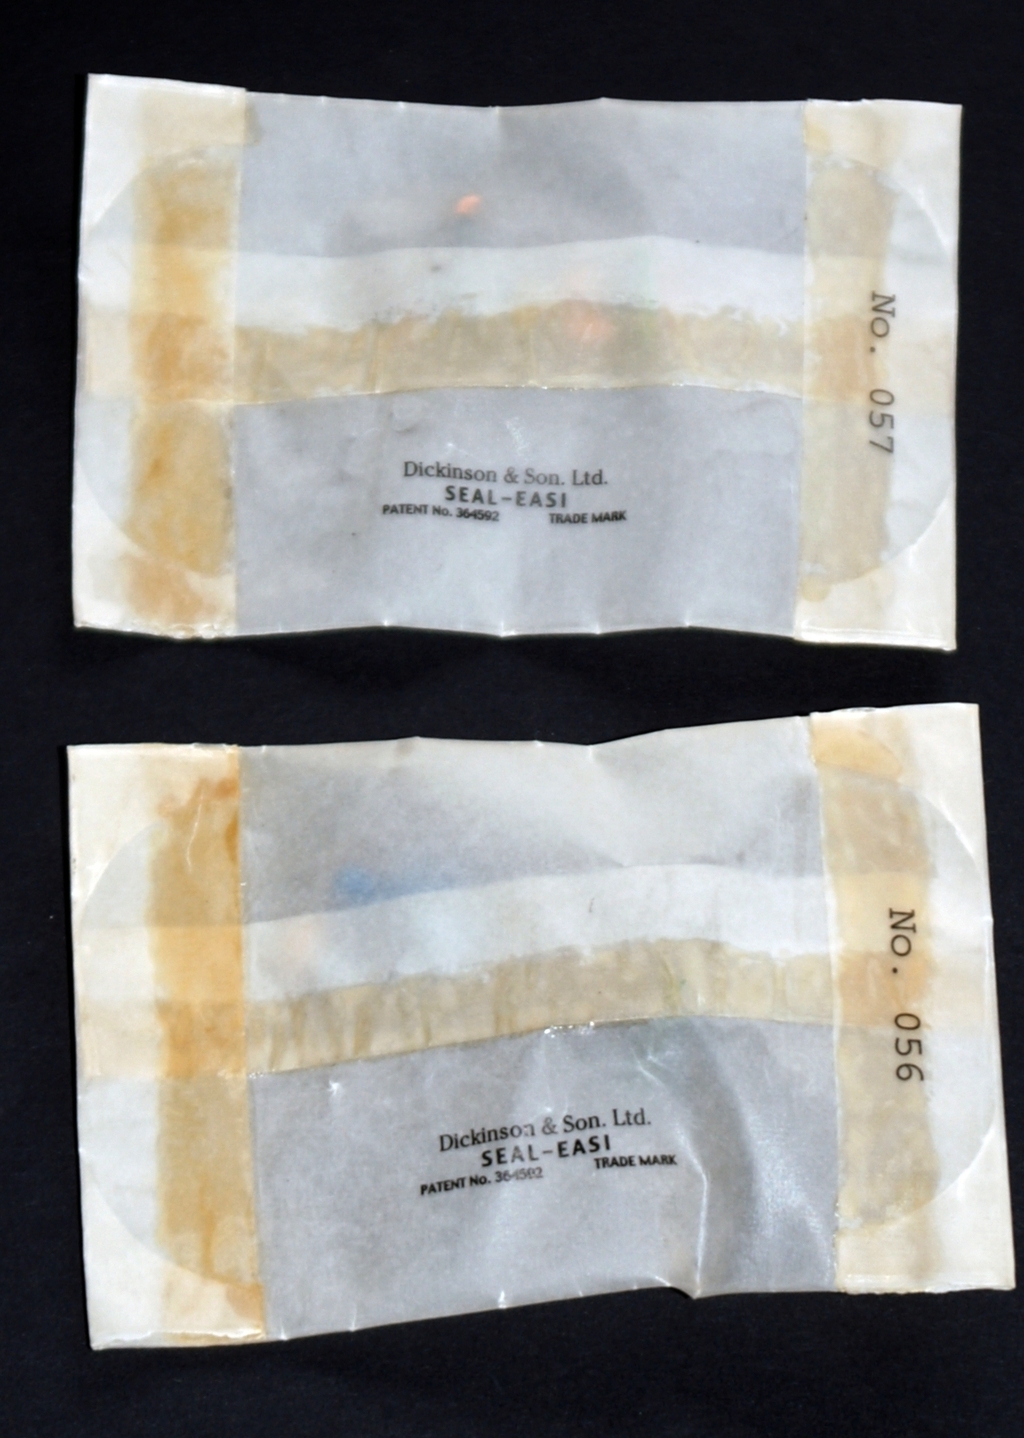 No. 057
Dickinson & Son. Ltd.
SEAL-EASI
PATENT No. 364592 TRADE MARK
No. 056
Dickinson & Son. Ltd.
SEAL-EASI
PATENT No. 364592 TRADE MARK